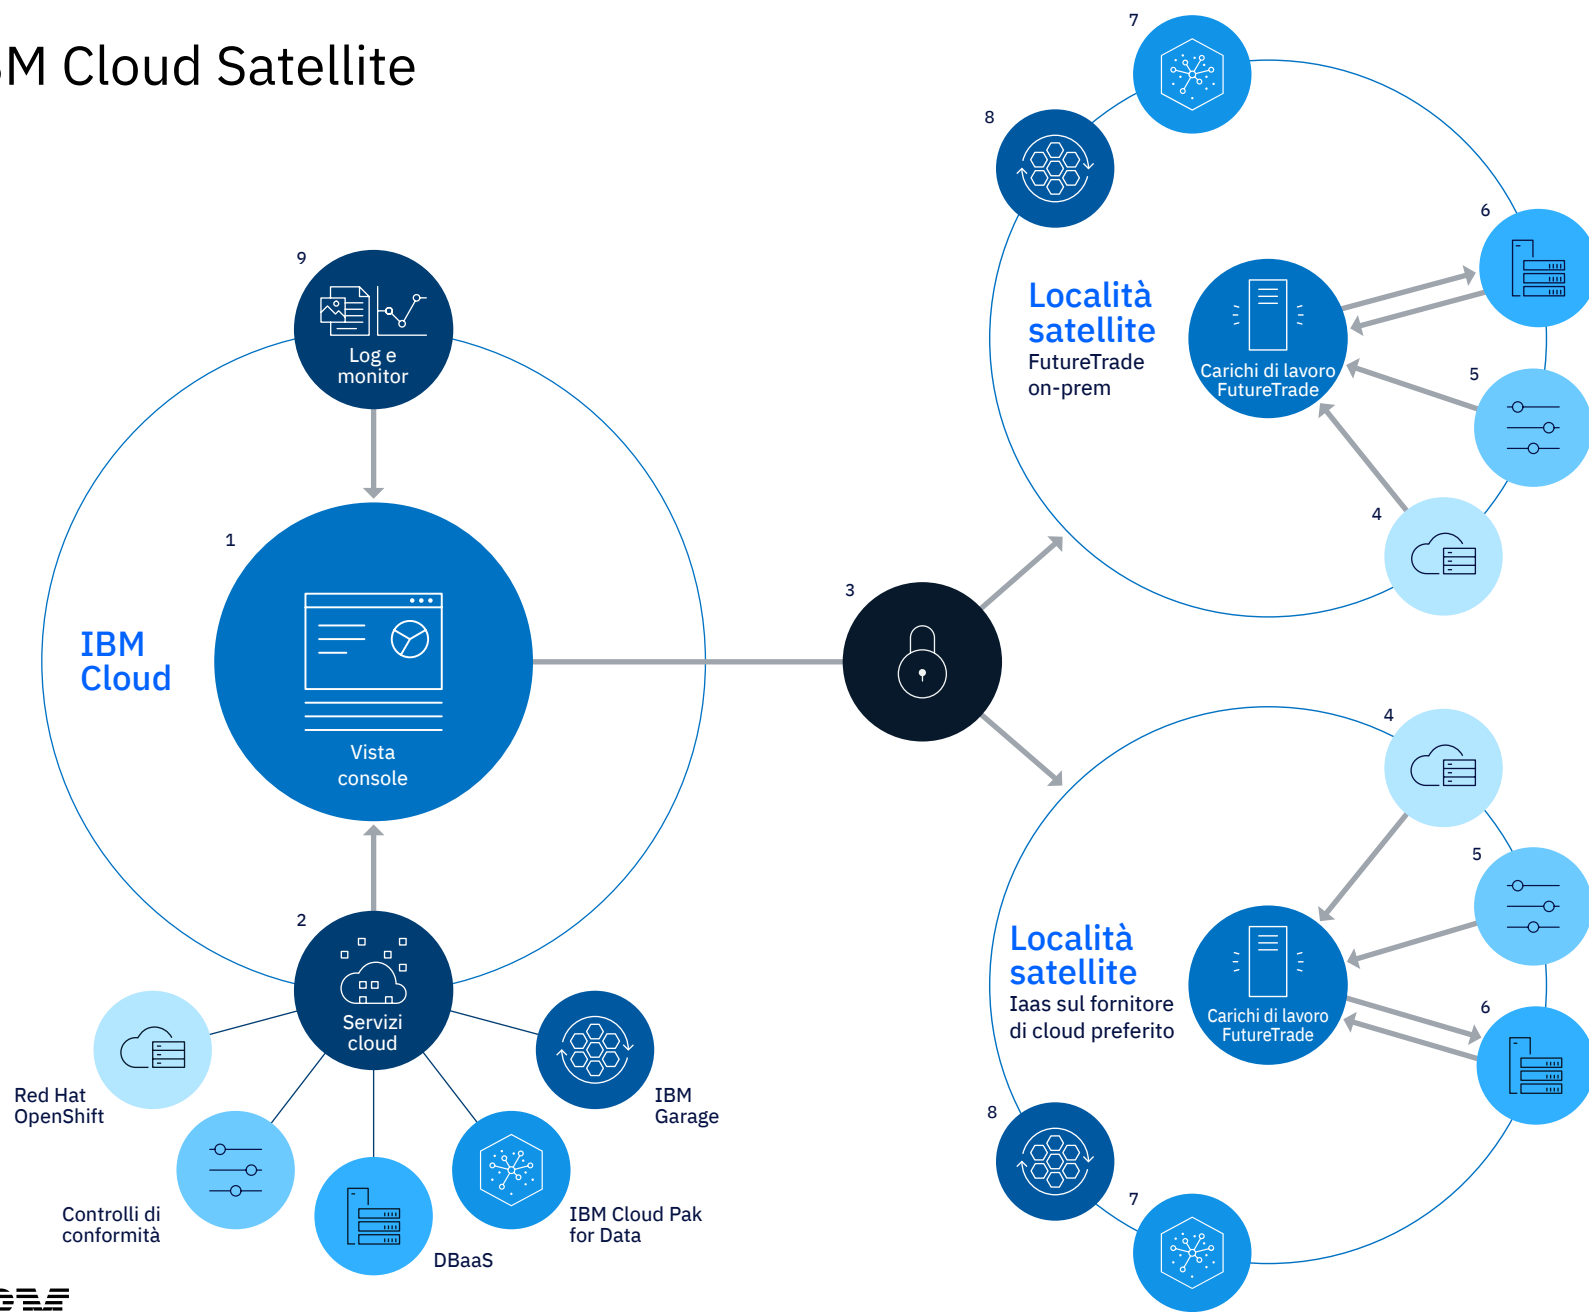 M Cloud Satellite
7
8
6
Località
satellite
FutureTrade
on-prem
Carichi di lavoro
FutureTrade
5
4
9
Log e
monitor
1
IBM
Cloud
Vista
console
3
2
Servizi
cloud
Red Hat
OpenShift
Controlli di
conformità
DBaaS
IBM Cloud Pak
for Data
IBM
Garage
4
5
Località
satellite
Iaas sul fornitore
di cloud preferito
Carichi di lavoro
FutureTrade
6
8
7